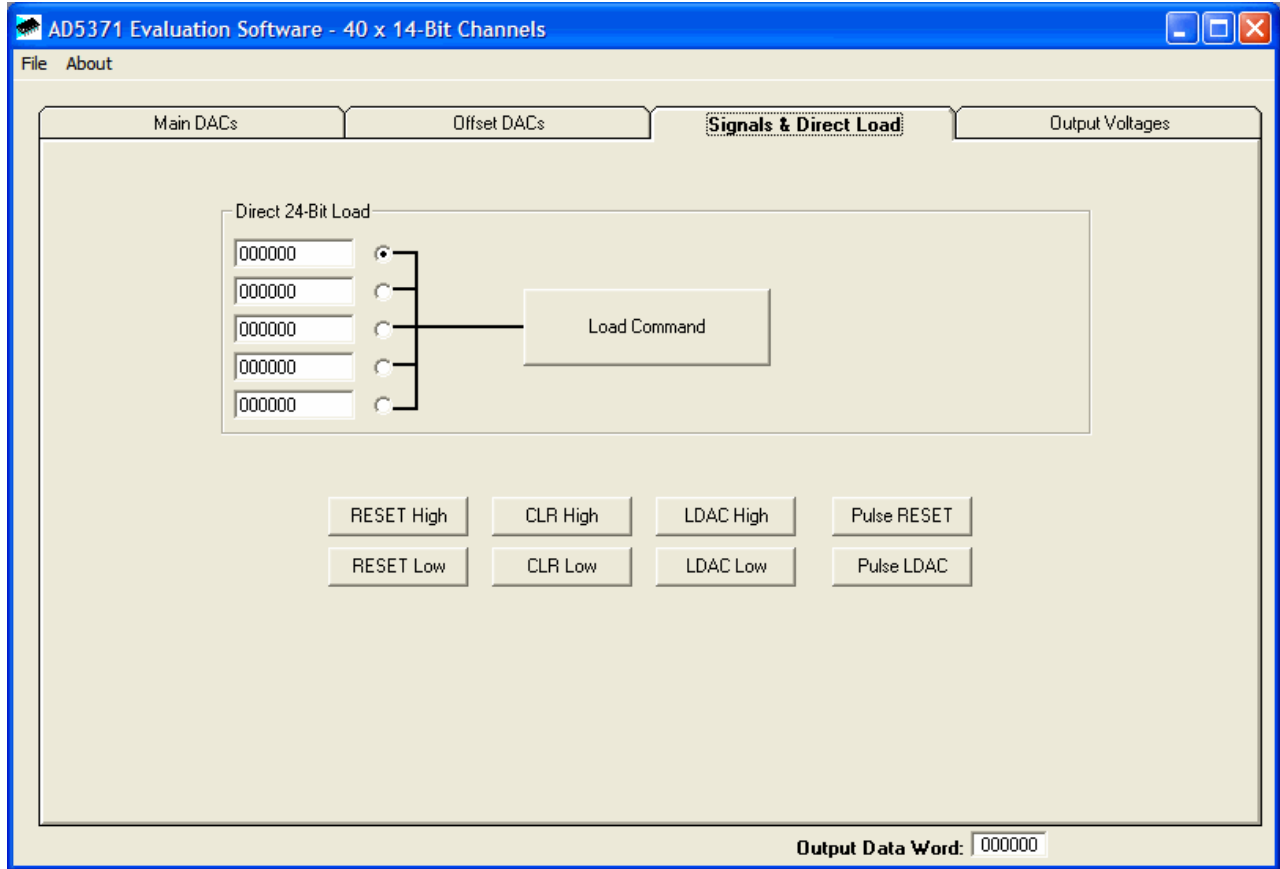 AD5371 Evaluation Software - 40 x 14-Bit Channels
File About
Main DACs Offset DACs Signals & Direct Load Output Voltages
Direct 24-Bit Load
000000
000000
000000 Load Command
000000
000000
RESET High CLR High LDAC High Pulse RESET
RESET Low CLR Low LDAC Low Pulse LDAC
Output Data Word: 000000